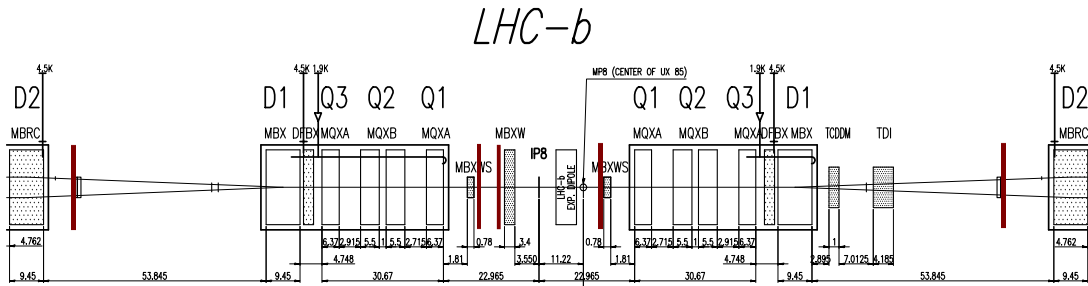 LHC-b
4.5K 4.5K 1.9K MP8 (CENTER OF UX 85) 1.9K 4.5K 4.5K
D2 D1 Q3 Q2 Q1 Q1 Q2 Q3 D1 D2
MBRC MBX DFBX MQXA MQXB MQXA MBXW MQXA MQXB MQXA DFBX MBX TCDDM TDI MBRC
IP8
MBXWS MBXWS
LHC-b
EXP. DIPOLE
4.762 6.37 2.915 5.5 1 5.5 2.715 6.37 0.78 3.4 0.78 6.37 2.715 5.5 1 5.5 2.915 6.37 1 4.762
4.748 1.81 3.550 11.22 1.81 4.748 2.895 7.0125 4.185
9.45 53.845 9.45 30.67 22.965 22.965 30.67 9.45 53.845 9.45